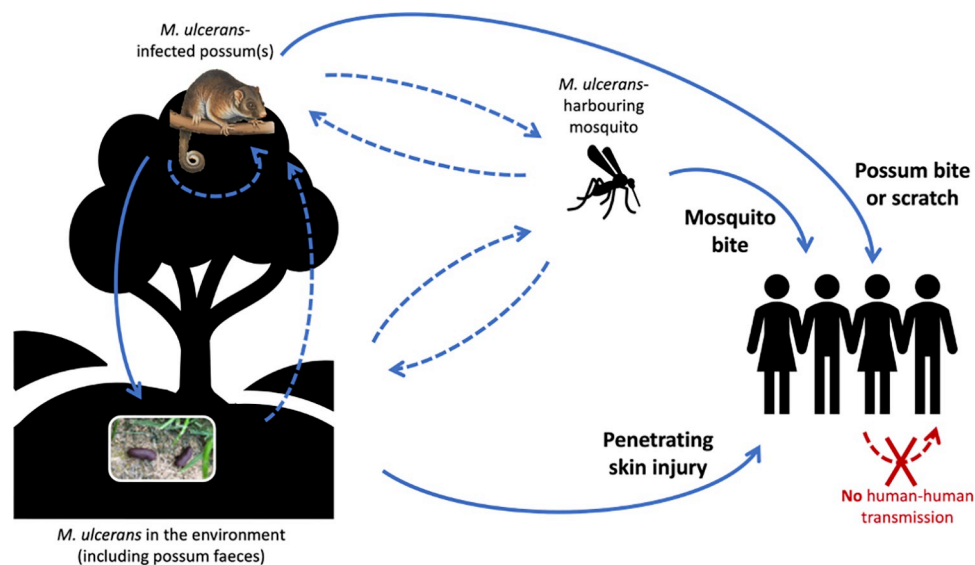 M. ulcerans-
infected possum(s)
M. ulcerans-
harbouring
mosquito
Possum bite
or scratch
Mosquito
bite
Penetrating
skin injury
No human-human
transmission
M. ulcerans in the environment
(including possum faeces)